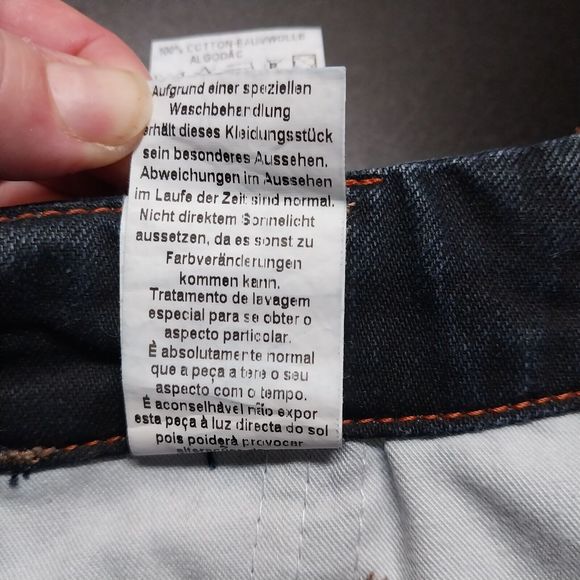 100% COTTON-BAUMWOLLE
ALGODÃO
Aufgrund einer speziellen
Waschbehandlung
erhält dieses Kleidungsstück
sein besonderes Aussehen.
Abweichungen im Aussehen
im Laufe der Zeit sind normal.
Nicht direktem Sonnelicht
aussetzen, da es sonst zu
Farbveränderungen
kommen kann.
Tratamento de lavagem
especial para se obter o
aspecto particolar.
É absolutamente normal
que a peça a tere o seu
aspecto com o tempo.
É aconselhável não expor
esta peça à luz directa do sol
pois poiderá provocar